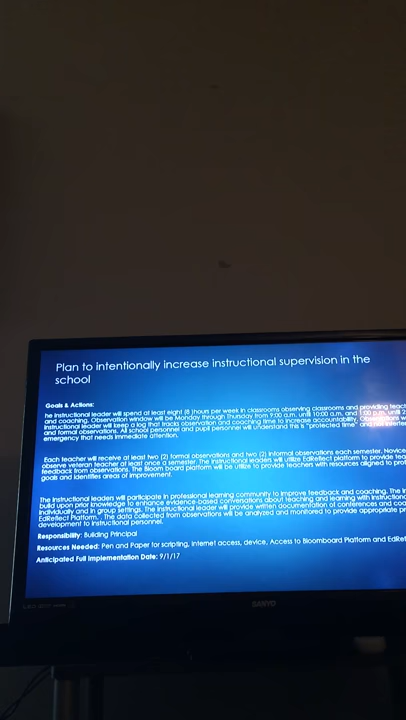 Plan to intentionally increase instructional supervision in the
school
Goals & Actions:
he instructional leader will spend at least eight (8) hours per week in classrooms observing classrooms and providing teac
and coaching. Observation window will be Monday through Thursday from 9:00 a.m. until 10:00 a.m. and 1:00 p.m. until 2
instructional leader will keep a log that tracks observation and coaching time to increase accountability.
and formal observations. All school personnel and pupil personnel will understand this is "protected time" and
emergency that needs immediate attention.
Each teacher will receive at least two (2) formal observations and two (2) informal observations each semester. Novice
observe veteran teacher at least once a semester. The instructional leaders will utilize EdReflect platform to provide
feedback from observations. The Bloom board platform will be utilize to provide teachers with resources aligned to
goals and identifies areas of improvement.
The instructional leaders will participate in professional learning community to improve feedback and coaching. The
build upon prior knowledge to enhance evidence-based conversations about teaching and learning with
individually and in group settings. The instructional leader will provide written documentation of conferences and
EdReflect Platform. . The data collected from observations will be analyzed and monitored to provide appropriate
development to instructional personnel.
Responsibility: Building Principal
Resources Needed: Pen and Paper for scripting, Internet access, device, Access to Bloomboard Platform and
Anticipated Full Implementation Date: 9/1/17
SANYO